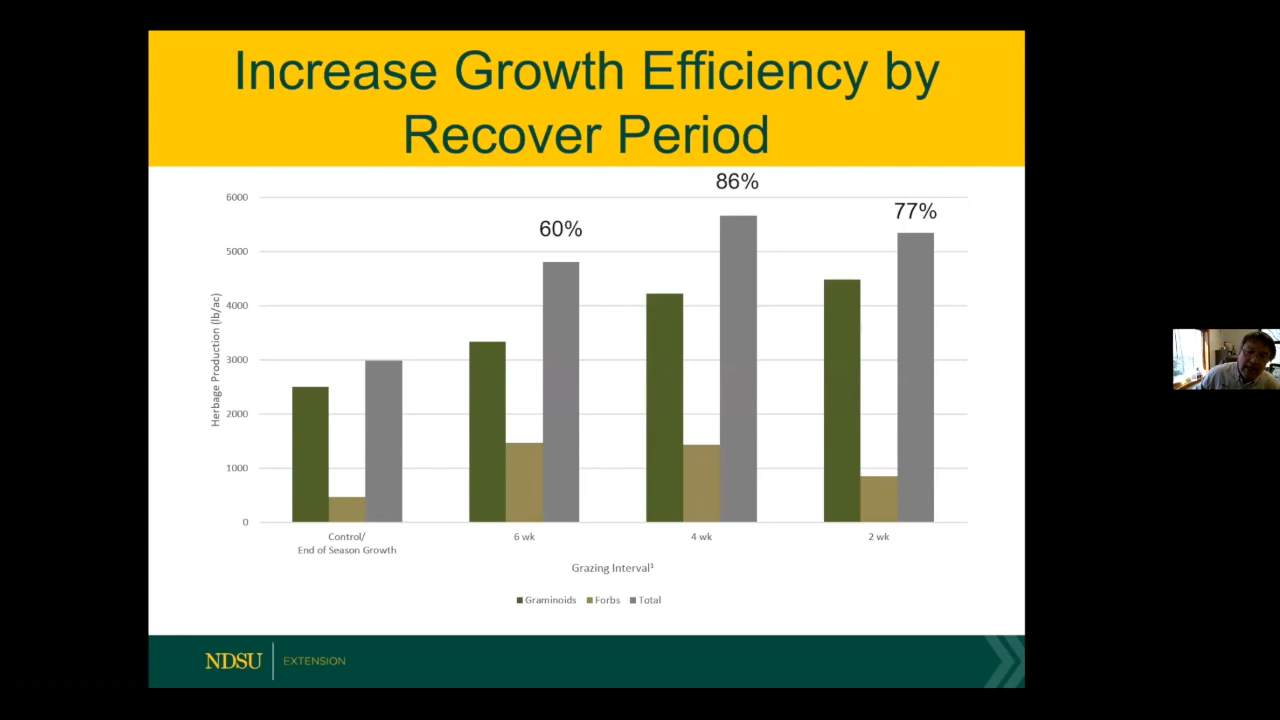 Increase Growth Efficiency by
Recover Period
86%
77%
60%
6000
5000
4000
3000
2000
1000
0
Herbage Production (lb/ac)
Control/
End of Season Growth
6 wk
4 wk
2 wk
Grazing Interval¹
Graminoids Forbs Total
NDSU EXTENSION